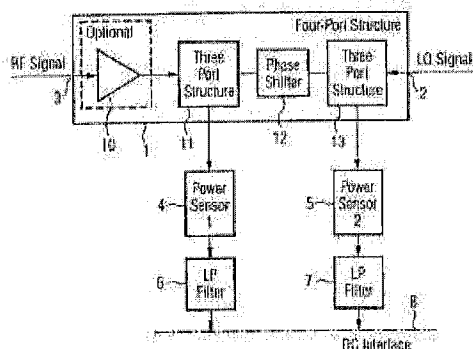 Four-Port Structure
Optional
RF Signal
LO Signal
Three
Port
Structure
Phase
Shifter
Three
Port
Structure
3
2
10
1
11
12
13
4
Power
Sensor
1
5
Power
Sensor
2
6
LP
Filter
7
LP
Filter
8
DC Interface